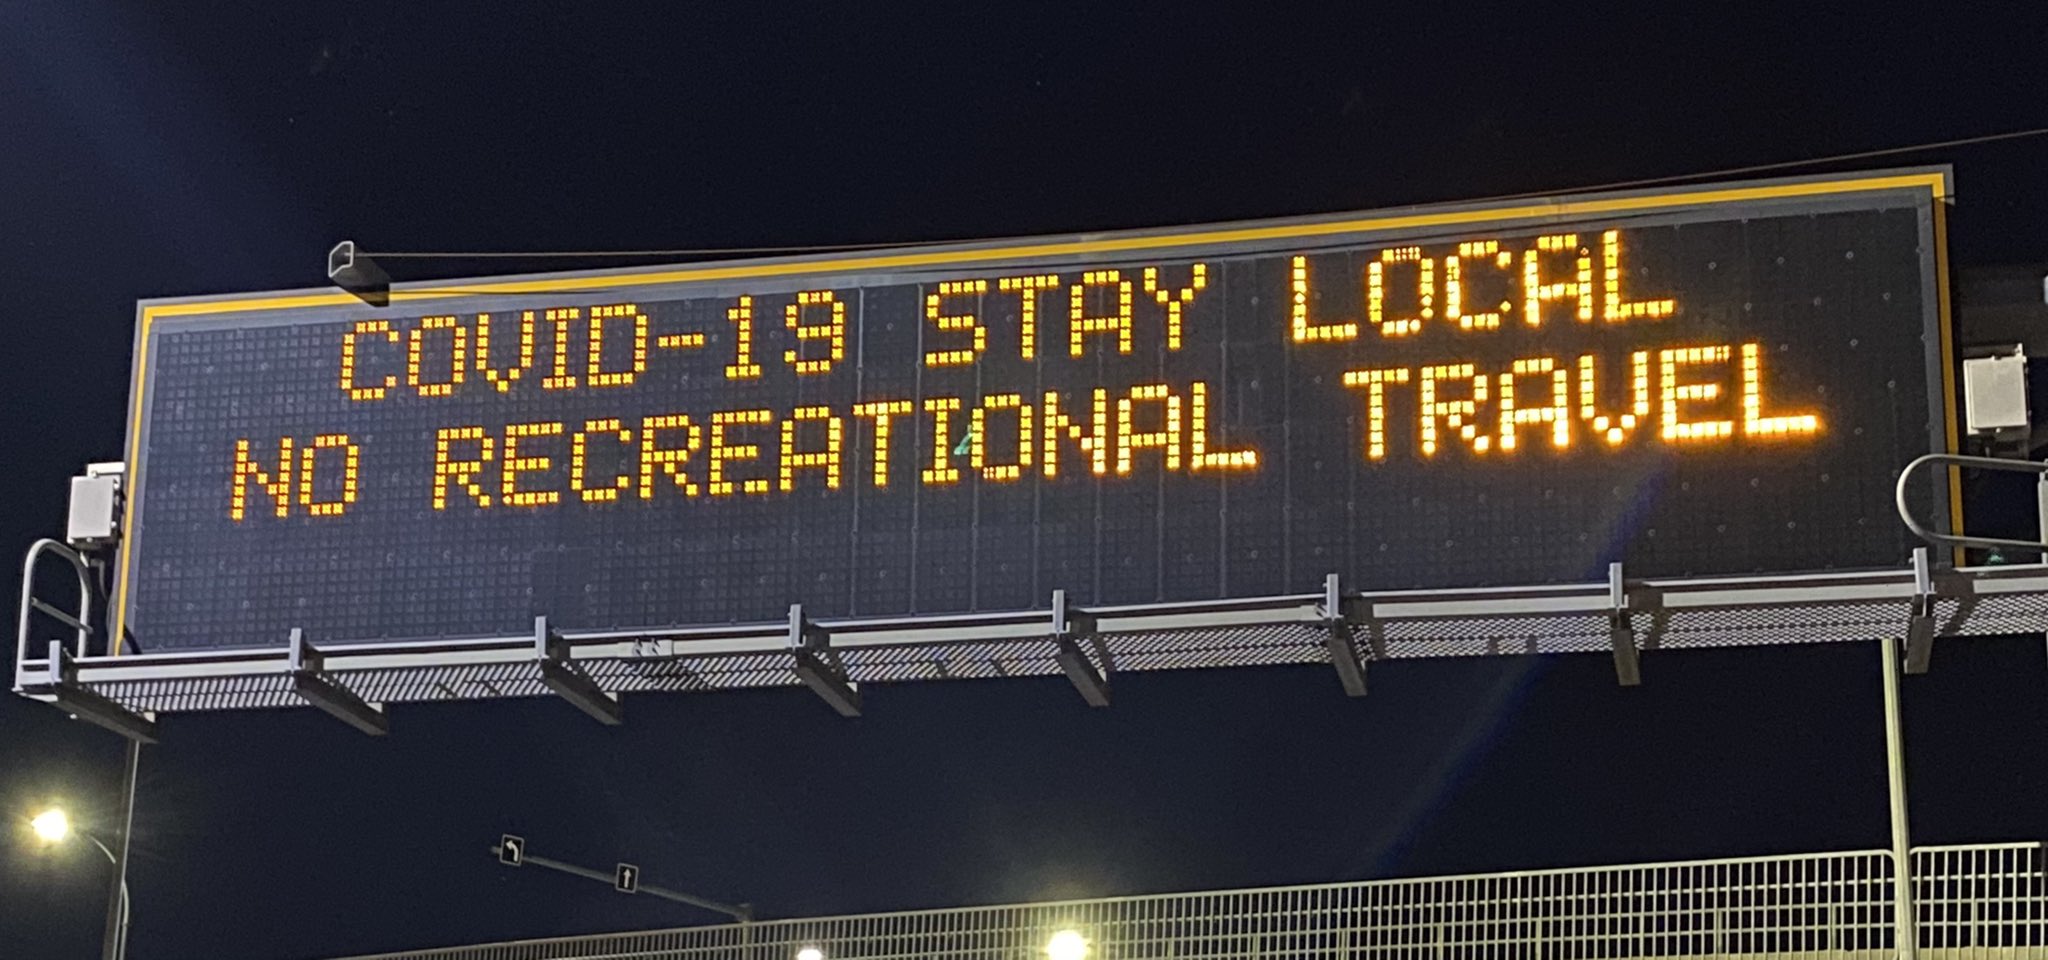 COVID-19 STAY LOCAL
NO RECREATIONAL TRAVEL